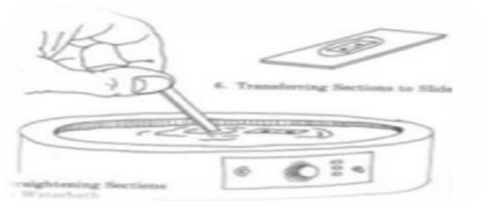 6. Transferring Sections to Slide
raightening Sections
Waterbath